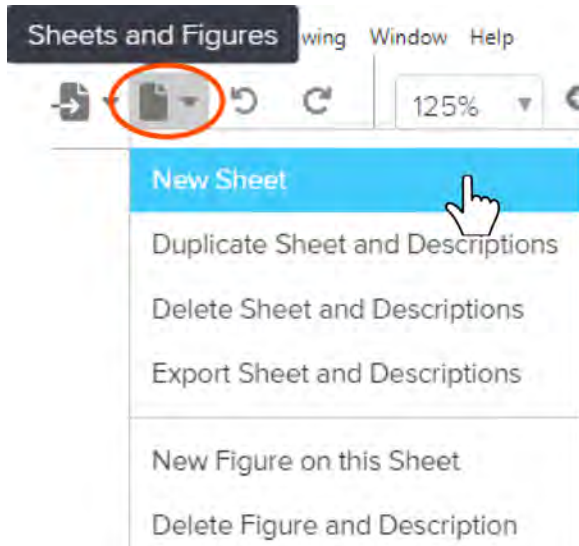 Sheets and Figures wing Window Help
125%
New Sheet
Duplicate Sheet and Descriptions
Delete Sheet and Descriptions
Export Sheet and Descriptions
New Figure on this Sheet
Delete Figure and Description